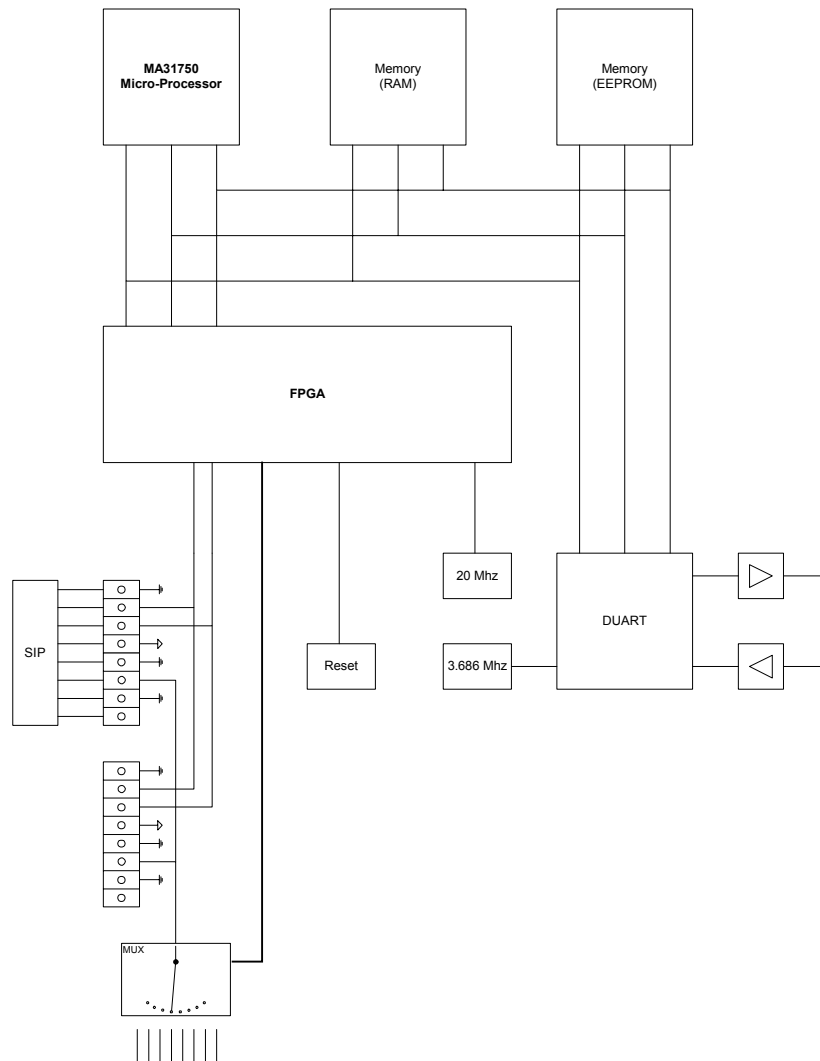 MA31750
Micro-Processor
Memory
(RAM)
Memory
(EEPROM)
FPGA
20 Mhz
DUART
SIP
Reset
3.686 Mhz
MUX